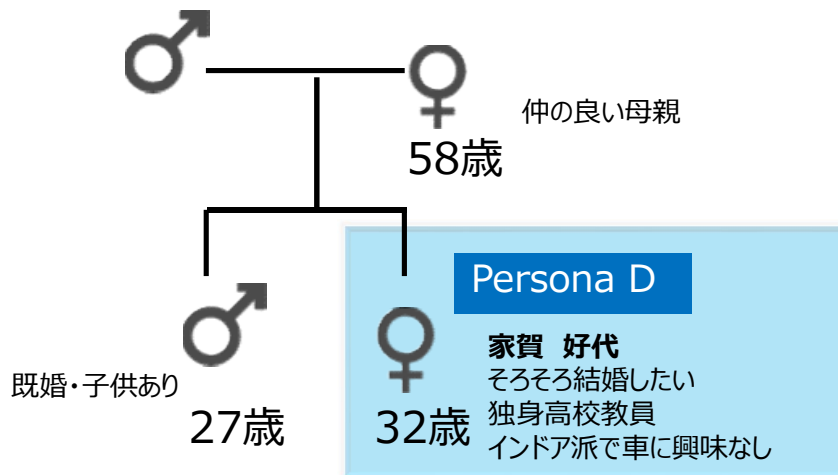 仲の良い母親
58歳
Persona D
家賀 好代
そろそろ結婚したい
独身高校教員
インドア派で車に興味なし
既婚・子供あり
27歳
32歳